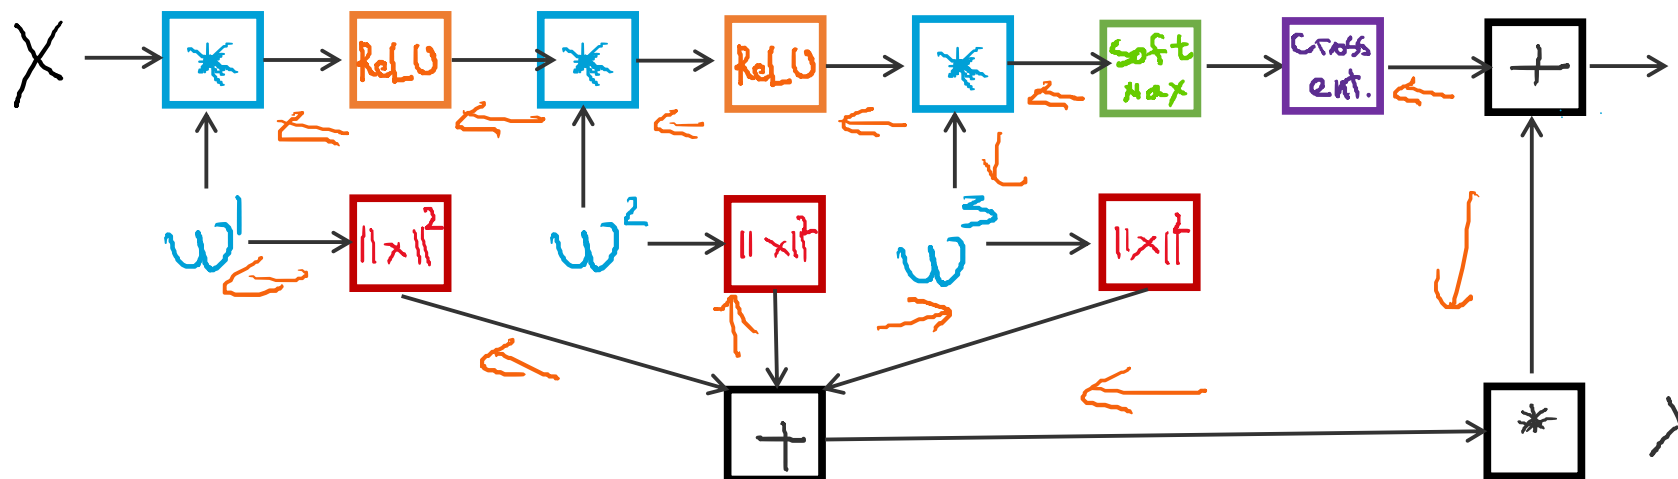 X * ReLU * ReLU * Soft Max Cross ent. +
W¹ ||x||² W² ||x||² W³ ||x||²
+ *